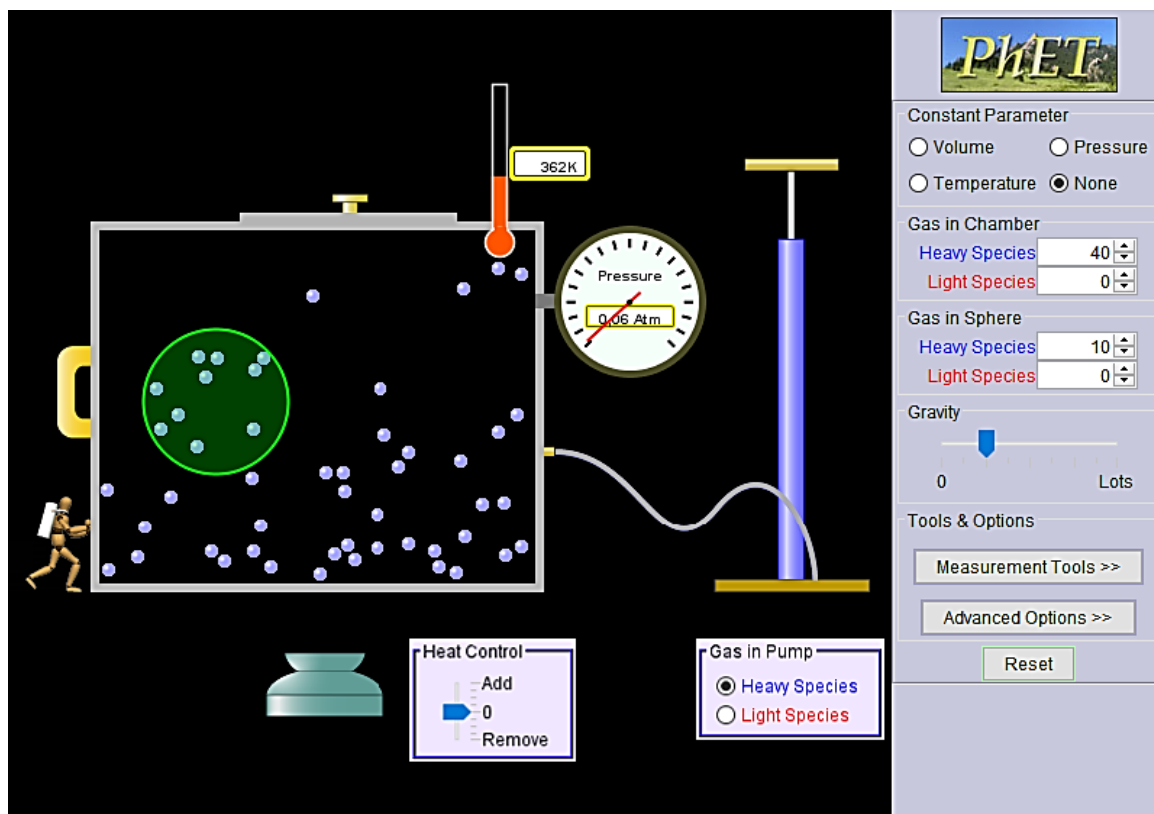 PhET
Constant Parameter
Volume Pressure
Temperature None
Gas in Chamber
Heavy Species 40
Light Species 0
Gas in Sphere
Heavy Species 10
Light Species 0
Gravity
0 Lots
Tools & Options
Measurement Tools >>
Advanced Options >>
Reset
362K
Pressure
0,06 Atm
Heat Control
Add
0
Remove
Gas in Pump
Heavy Species
Light Species